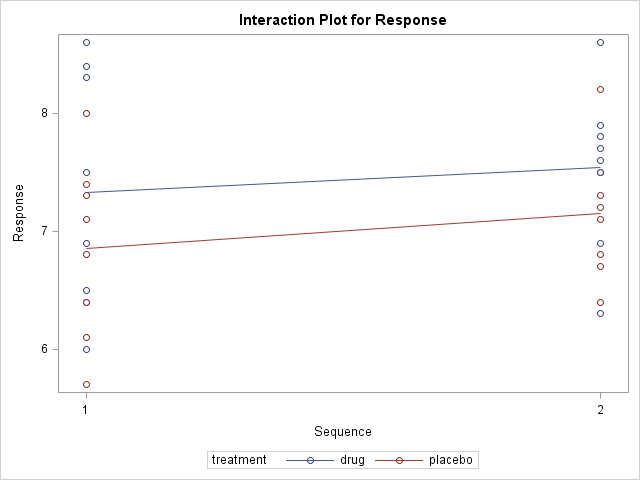 Interaction Plot for Response
Response
8
7
6
1 2
Sequence
treatment drug placebo